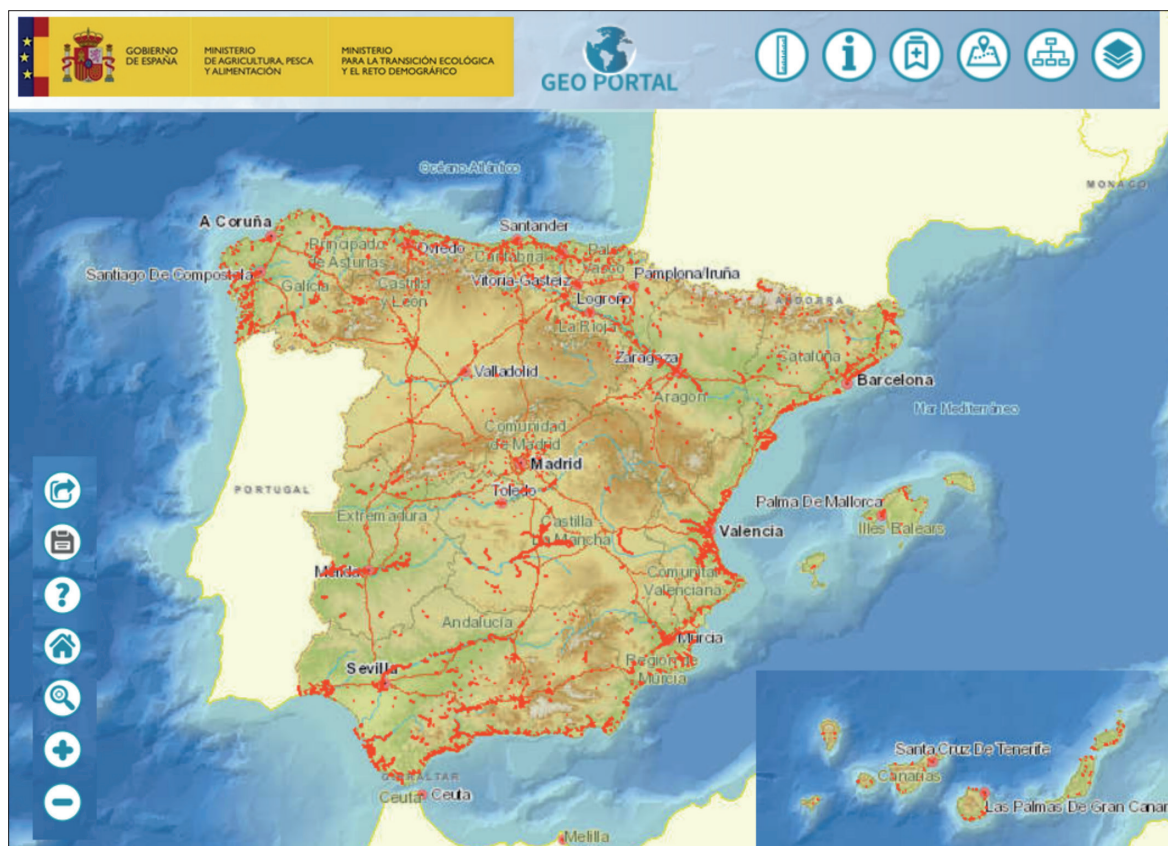 GOBIERNO
DE ESPAÑA
MINISTERIO
DE AGRICULTURA, PESCA
Y ALIMENTACIÓN
MINISTERIO
PARA LA TRANSICIÓN ECOLÓGICA
Y EL RETO DEMOGRÁFICO
GEO PORTAL
Océano Atlántico
MONACO
A Coruña
Santander
Principado
de Asturias
Oviedo
Cantabria
País
Vasco
Santiago De Compostela
Galicia
Castilla
y León
Vitoria-Gasteiz
Pamplona/Iruña
Logroño
ANDORRA
La Rioja
Zaragoza
Cataluña
Valladolid
Barcelona
Aragón
Mar Mediterráneo
Comunidad
de Madrid
Madrid
PORTUGAL
Toledo
Palma De Mallorca
Extremadura
Castilla
La Mancha
Valencia
Illes Balears
Mérida
Comunitat
Valenciana
Andalucía
Murcia
Sevilla
Región de
Murcia
Santa Cruz De Tenerife
GIBRALTAR
Canarias
Ceuta
Ceuta
Las Palmas De Gran Canar
Melilla